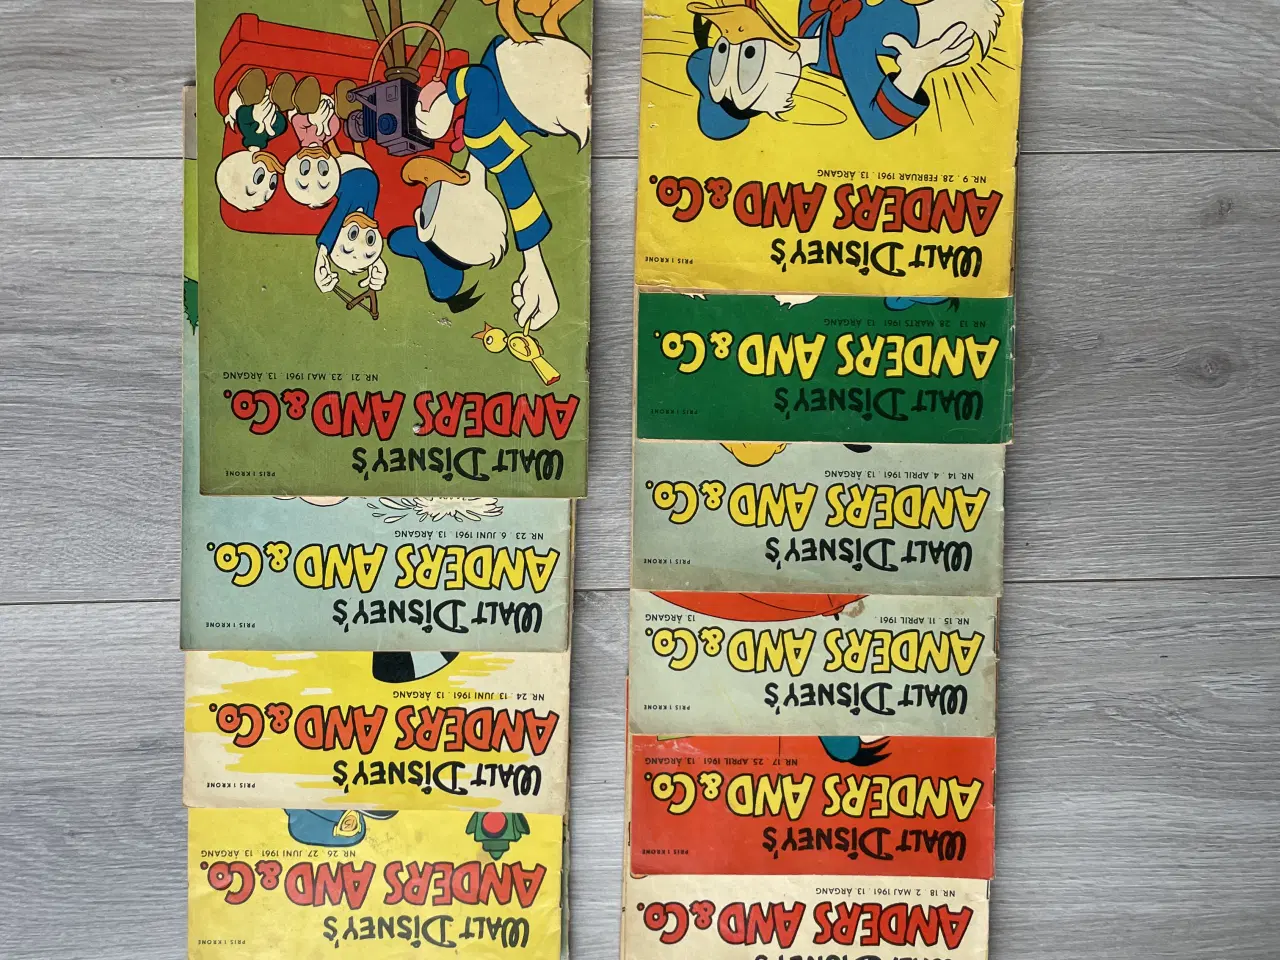 WALT DISNEY'S
ANDERS AND & Co.
NR. 18 . 2. MAJ 1961 . 13. ÅRGANG
WALT DISNEY'S
PRIS 1 KRONE
ANDERS AND & Co.
NR. 17 . 25. APRIL 1961 . 13. ÅRGANG
WALT DISNEY'S
PRIS 1 KRONE
ANDERS AND & Co.
NR. 15 . 11. APRIL 1961 . 13. ÅRGANG
WALT DISNEY'S
PRIS 1 KRONE
ANDERS AND & Co.
NR. 14 . 4. APRIL 1961 . 13. ÅRGANG
WALT DISNEY'S
PRIS 1 KRONE
ANDERS AND & Co.
NR. 13 . 28. MARTS 1961 . 13. ÅRGANG
WALT DISNEY'S
PRIS 1 KRONE
ANDERS AND & Co.
NR. 9 . 28. FEBRUAR 1961 . 13. ÅRGANG
WALT DISNEY'S
PRIS 1 KRONE
ANDERS AND & Co.
NR. 26 . 27. JUNI 1961 . 13. ÅRGANG
13
WALT DISNEY'S
PRIS 1 KRONE
ANDERS AND & Co.
NR. 24 . 13. JUNI 1961 . 13. ÅRGANG
WALT DISNEY'S
PRIS 1 KRONE
ANDERS AND & Co.
NR. 23 . 6. JUNI 1961 . 13. ÅRGANG
WALT DISNEY'S
PRIS 1 KRONE
ANDERS AND & Co.
NR. 21 . 23. MAJ 1961 . 13. ÅRGANG